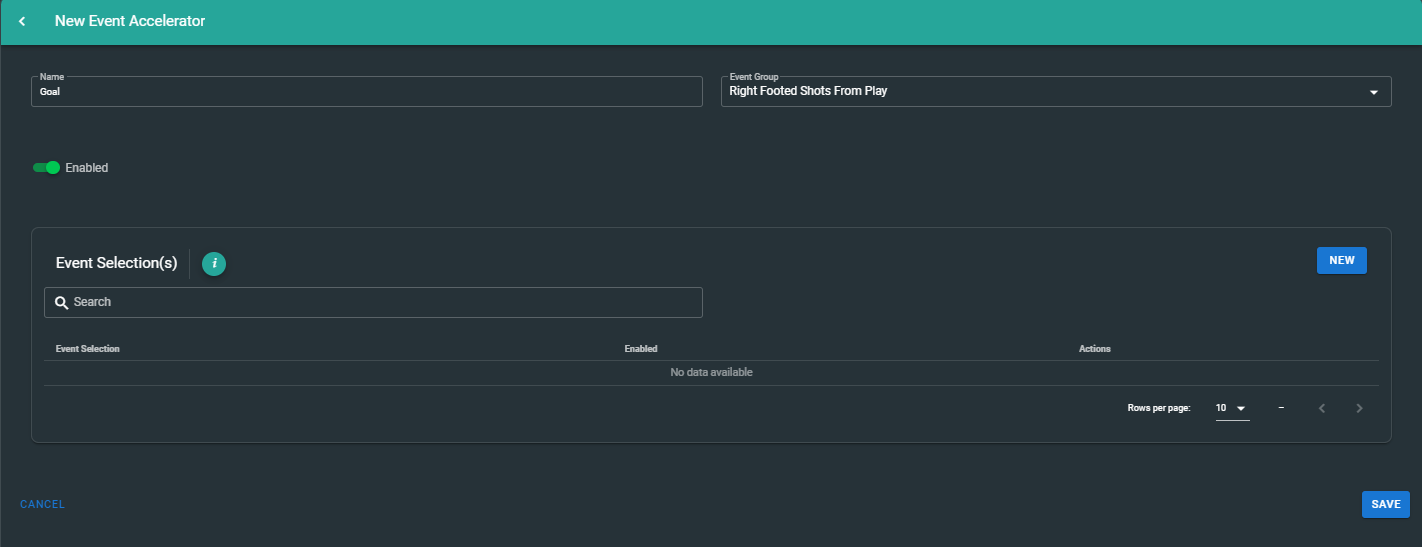 New Event Accelerator
Name
Goal
Event Group
Right Footed Shots From Play
Enabled
Event Selection(s)
i
NEW
Search
Event Selection Enabled Actions
No data available
Rows per page: 10 –
CANCEL
SAVE